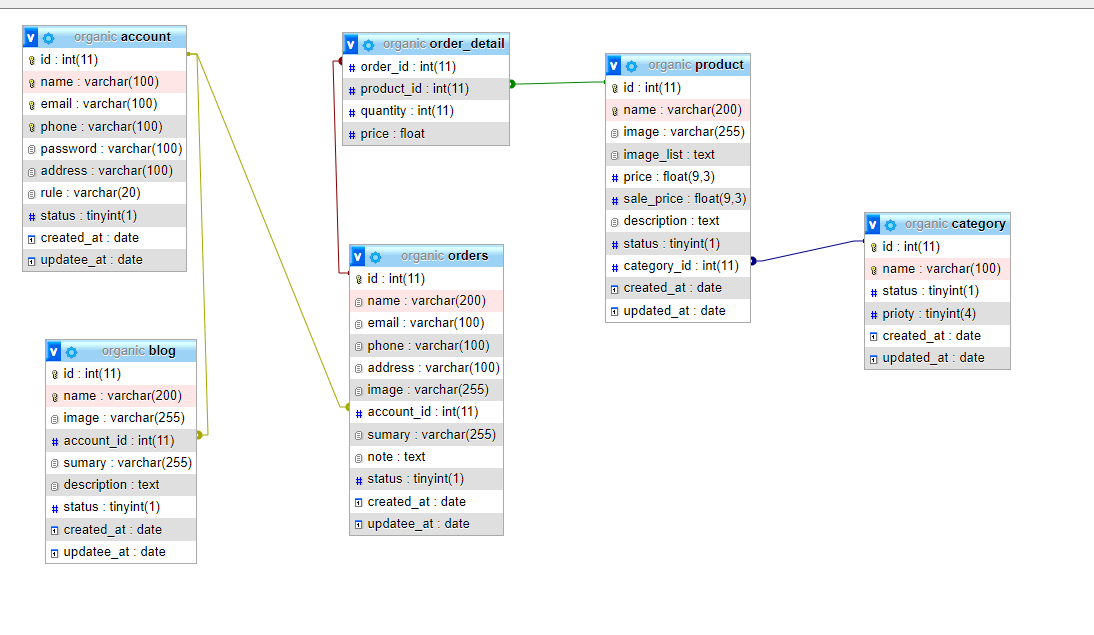 v organic account
id : int(11)
name : varchar(100)
email : varchar(100)
phone : varchar(100)
password : varchar(100)
address : varchar(100)
rule : varchar(20)
# status : tinyint(1)
created_at : date
updatee_at : date
v organic order_detail
# order_id : int(11)
# product_id : int(11)
# quantity : int(11)
# price : float
v organic product
id : int(11)
name : varchar(200)
image : varchar(255)
image_list : text
# price : float(9,3)
# sale_price : float(9,3)
description : text
# status : tinyint(1)
# category_id : int(11)
created_at : date
updated_at : date
v organic category
id : int(11)
name : varchar(100)
# status : tinyint(1)
# prioty : tinyint(4)
created_at : date
updated_at : date
v organic orders
id : int(11)
name : varchar(200)
email : varchar(100)
phone : varchar(100)
address : varchar(100)
image : varchar(255)
# account_id : int(11)
sumary : varchar(255)
note : text
# status : tinyint(1)
created_at : date
updatee_at : date
v organic blog
id : int(11)
name : varchar(200)
image : varchar(255)
# account_id : int(11)
sumary : varchar(255)
description : text
# status : tinyint(1)
created_at : date
updatee_at : date